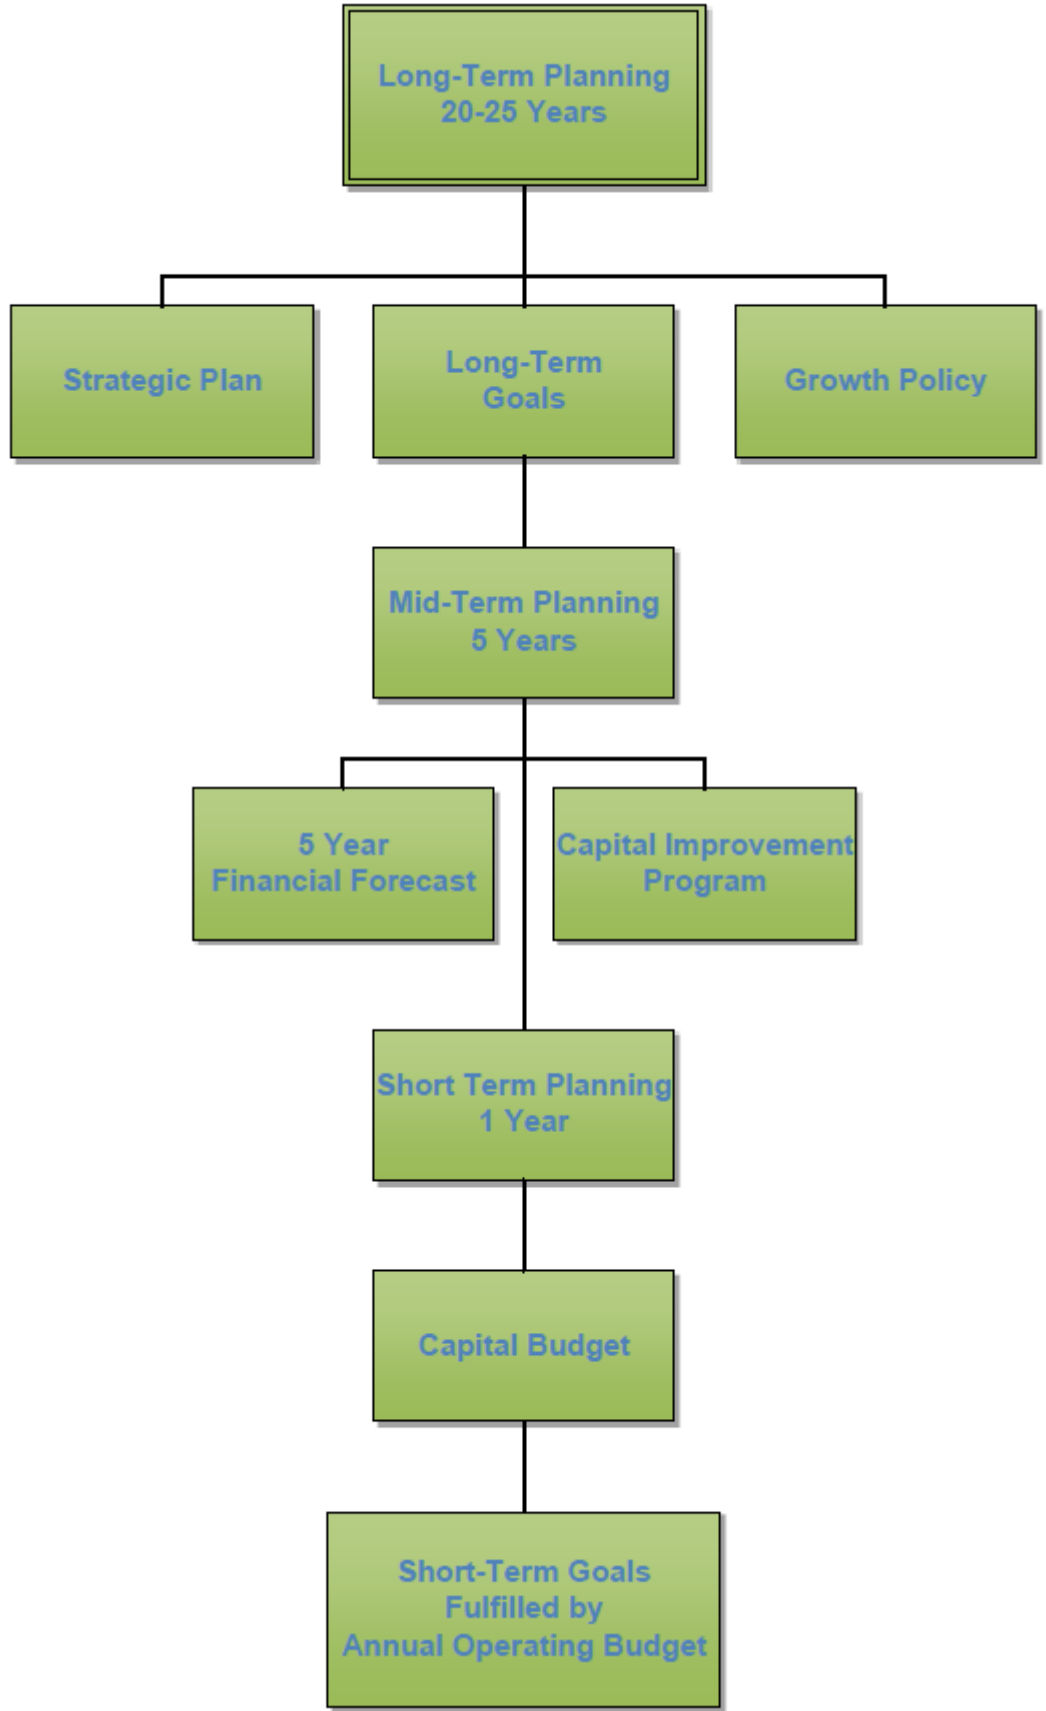 Long-Term Planning
20-25 Years
Strategic Plan
Long-Term
Goals
Growth Policy
Mid-Term Planning
5 Years
5 Year
Financial Forecast
Capital Improvement
Program
Short Term Planning
1 Year
Capital Budget
Short-Term Goals
Fulfilled by
Annual Operating Budget